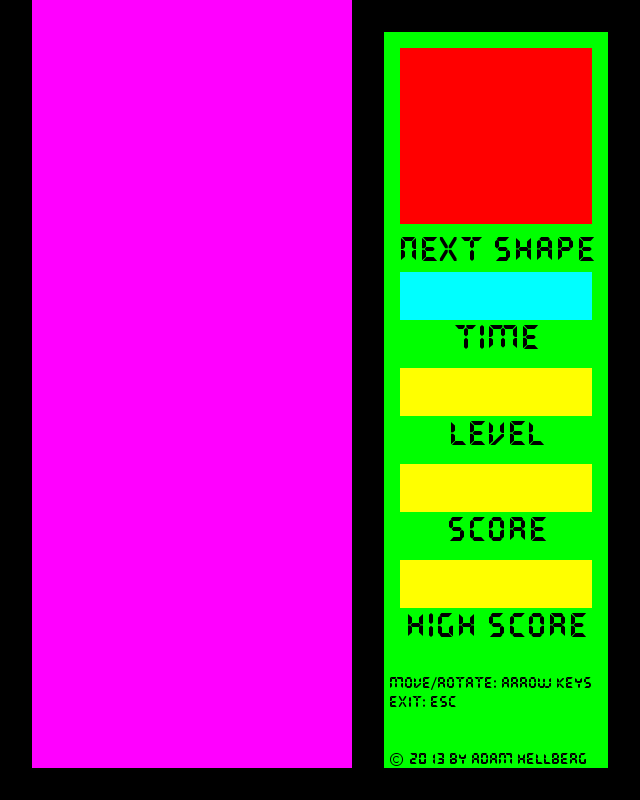 NEXT SHAPE
TIME
LEVEL
SCORE
HIGH SCORE
MOVE/ROTATE: ARROW KEYS
EXIT: ESC
© 2013 BY ADAM HELLBERG